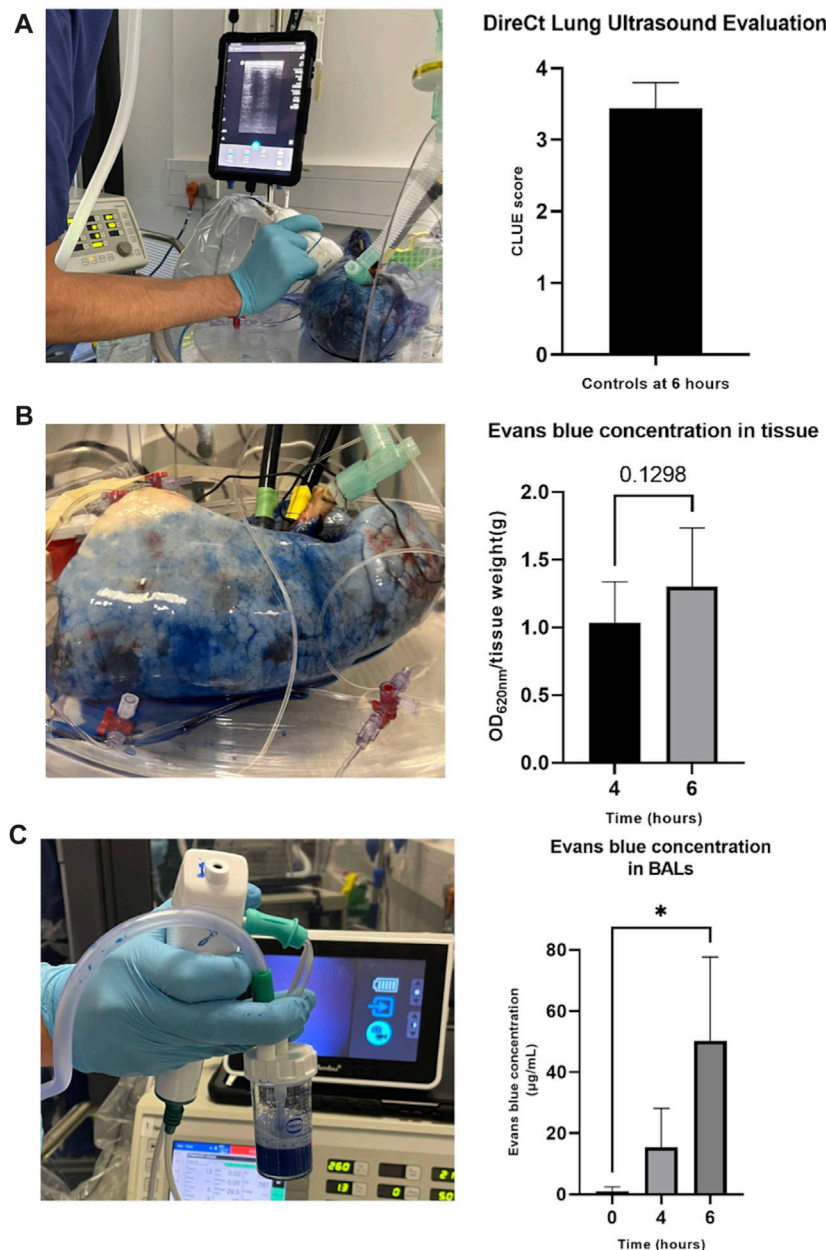 A
DireCt Lung Ultrasound Evaluation
4
3
2
1
0
CLUE score
Controls at 6 hours
B
Evans blue concentration in tissue
0.1298
2.0
1.5
1.0
0.5
0.0
OD620nm/tissue weight(g)
4 6
Time (hours)
C
Evans blue concentration
in BALs
*
80
60
40
20
0
Evans blue concentration
(µg/mL)
0 4 6
Time (hours)
260
13 0